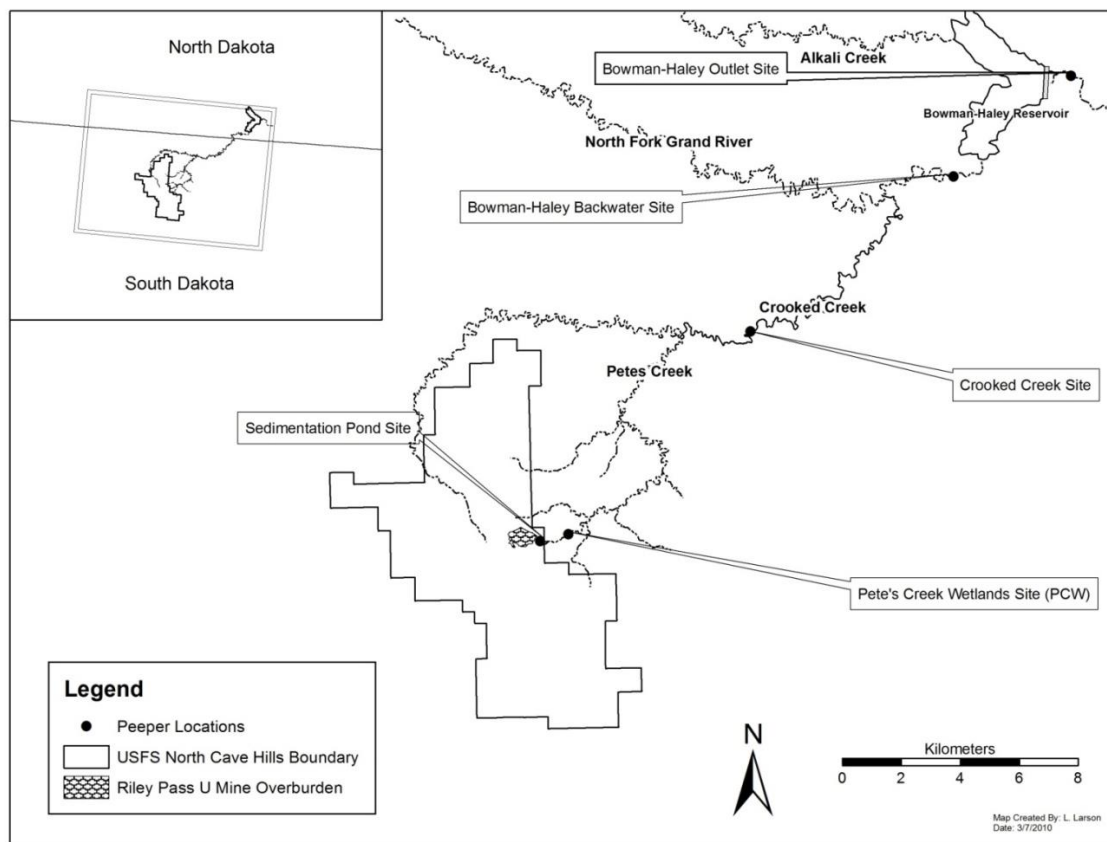 North Dakota
South Dakota
Alkali Creek
Bowman-Haley Outlet Site
Bowman-Haley Reservoir
North Fork Grand River
Bowman-Haley Backwater Site
Crooked Creek
Petes Creek
Crooked Creek Site
Sedimentation Pond Site
Pete's Creek Wetlands Site (PCW)
Legend
Peeper Locations
USFS North Cave Hills Boundary
Riley Pass U Mine Overburden
N
Kilometers
0 2 4 6 8
Map Created By: L. Larson
Date: 3/7/2010